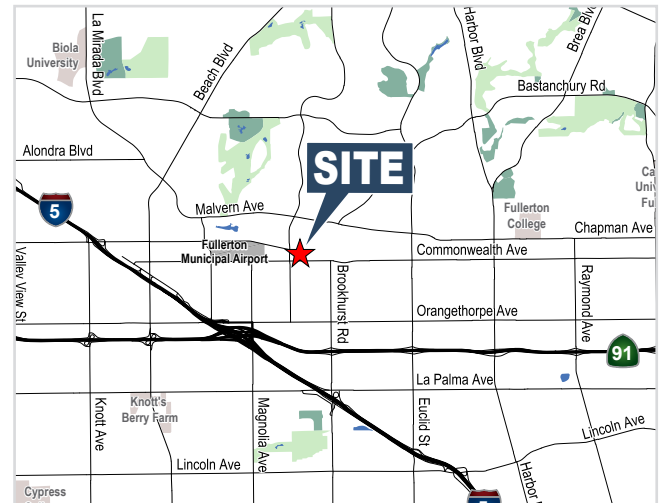 La Mirada Blvd
Biola
University
Beach Blvd
Harbor Blvd
Brea Blvd
Bastanchury Rd
Alondra Blvd
SITE
5
Malvern Ave
Fullerton
College
Chapman Ave
Fullerton
Municipal Airport
Commonwealth Ave
Valley View St
Brookhurst Rd
Raymond Ave
Orangethorpe Ave
91
La Palma Ave
Knott's
Berry Farm
Knott Ave
Magnolia Ave
Euclid St
Lincoln Ave
Lincoln Ave
Harbor
Cypress